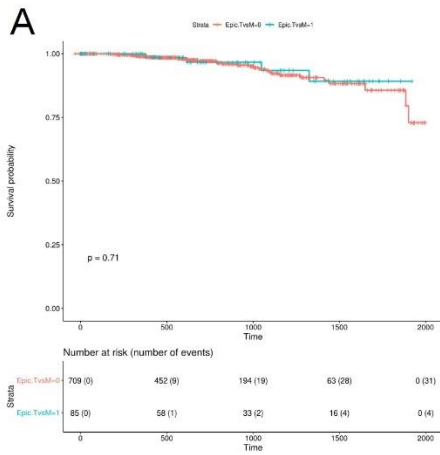 A
Strata Epic.TvsM=0 Epic.TvsM=1
1.00
0.75
0.50
0.25
0.00
Survival probability
p = 0.71
0 500 1000 1500 2000
Time
Number at risk (number of events)
Strata
Epic.TvsM=0 709 (0) 452 (9) 194 (19) 63 (28) 0 (31)
Epic.TvsM=1 85 (0) 58 (1) 33 (2) 16 (4) 0 (4)
0 500 1000 1500 2000
Time